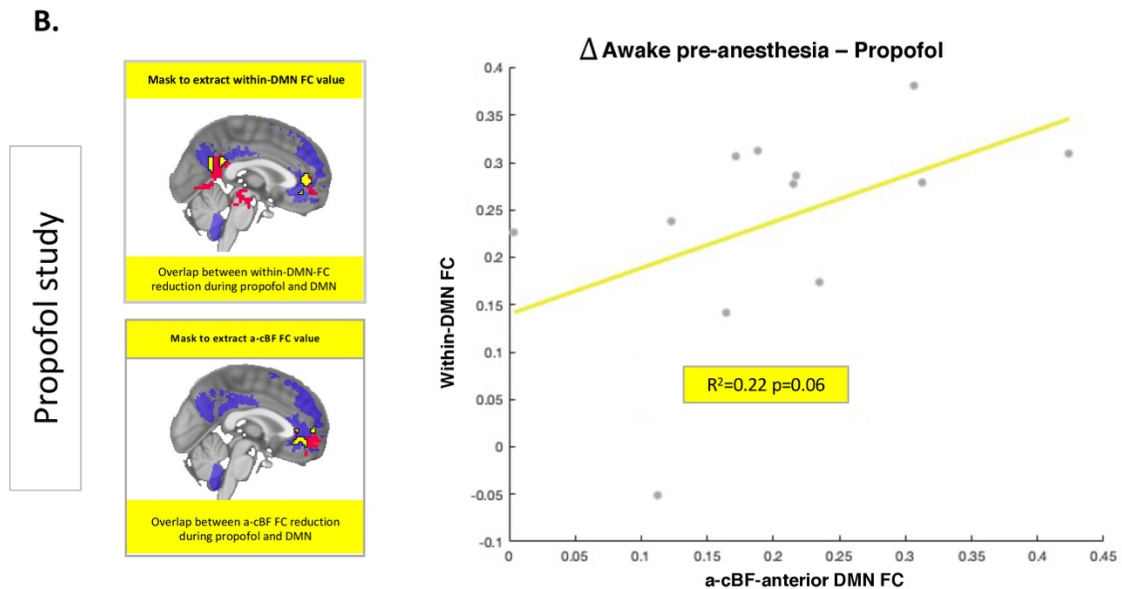 B.
Propofol study
Mask to extract within-DMN FC value
Overlap between within-DMN-FC
reduction during propofol and DMN
Mask to extract a-cBF FC value
Overlap between a-cBF FC reduction
during propofol and DMN
Δ Awake pre-anesthesia – Propofol
Within-DMN FC
0.4
0.35
0.3
0.25
0.2
0.15
0.1
0.05
0
-0.05
-0.1
R²=0.22 p=0.06
0 0.05 0.1 0.15 0.2 0.25 0.3 0.35 0.4 0.45
a-cBF-anterior DMN FC